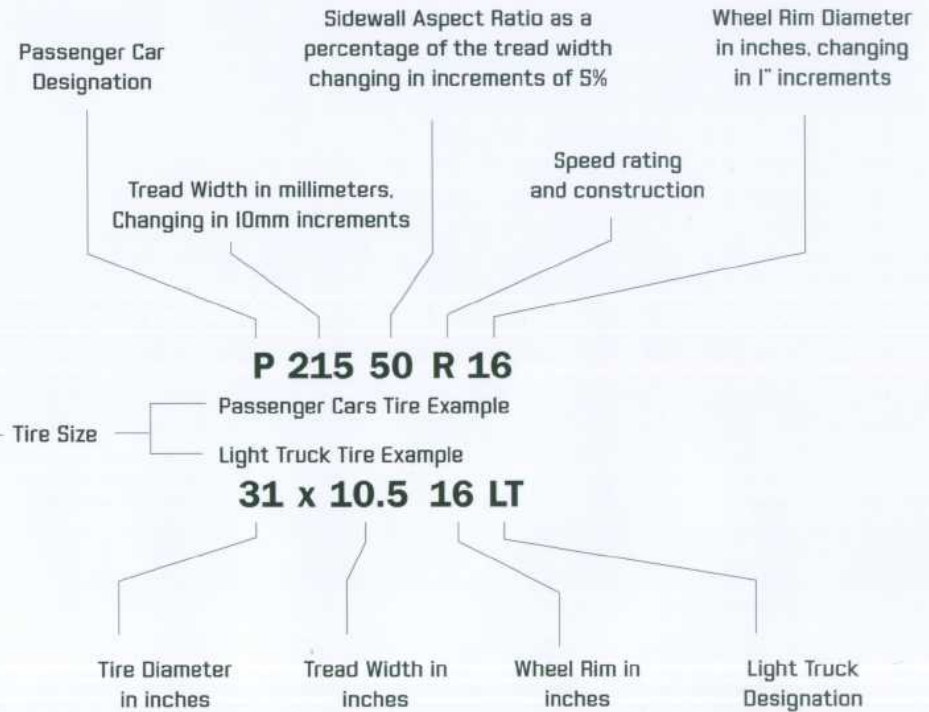 Passenger Car
Designation
Sidewall Aspect Ratio as a
percentage of the tread width
changing in increments of 5%
Wheel Rim Diameter
in inches, changing
in 1" increments
Tread Width in millimeters,
Changing in 10mm increments
Speed rating
and construction
P 215 50 R 16
Passenger Cars Tire Example
Tire Size
Light Truck Tire Example
31 x 10.5 16 LT
Tire Diameter
in inches
Tread Width in
inches
Wheel Rim in
inches
Light Truck
Designation